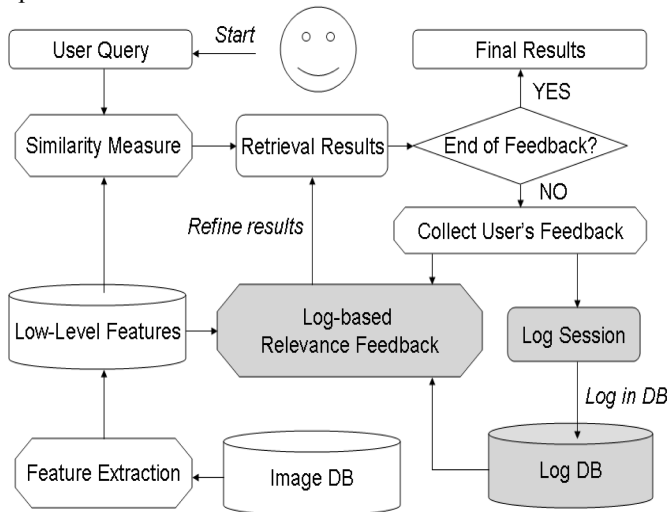 User Query
Start
Final Results
YES
Similarity Measure
Retrieval Results
End of Feedback?
NO
Refine results
Collect User's Feedback
Low-Level Features
Log-based
Relevance Feedback
Log Session
Log in DB
Feature Extraction
Image DB
Log DB